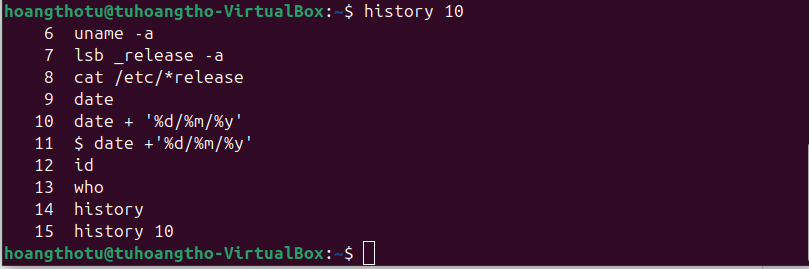 hoangthotu@tuhoangtho-VirtualBox:~$ history 10
6 uname -a
7 lsb _release -a
8 cat /etc/*release
9 date
10 date + '%d/%m/%y'
11 $ date +'%d/%m/%y'
12 id
13 who
14 history
15 history 10
hoangthotu@tuhoangtho-VirtualBox:~$